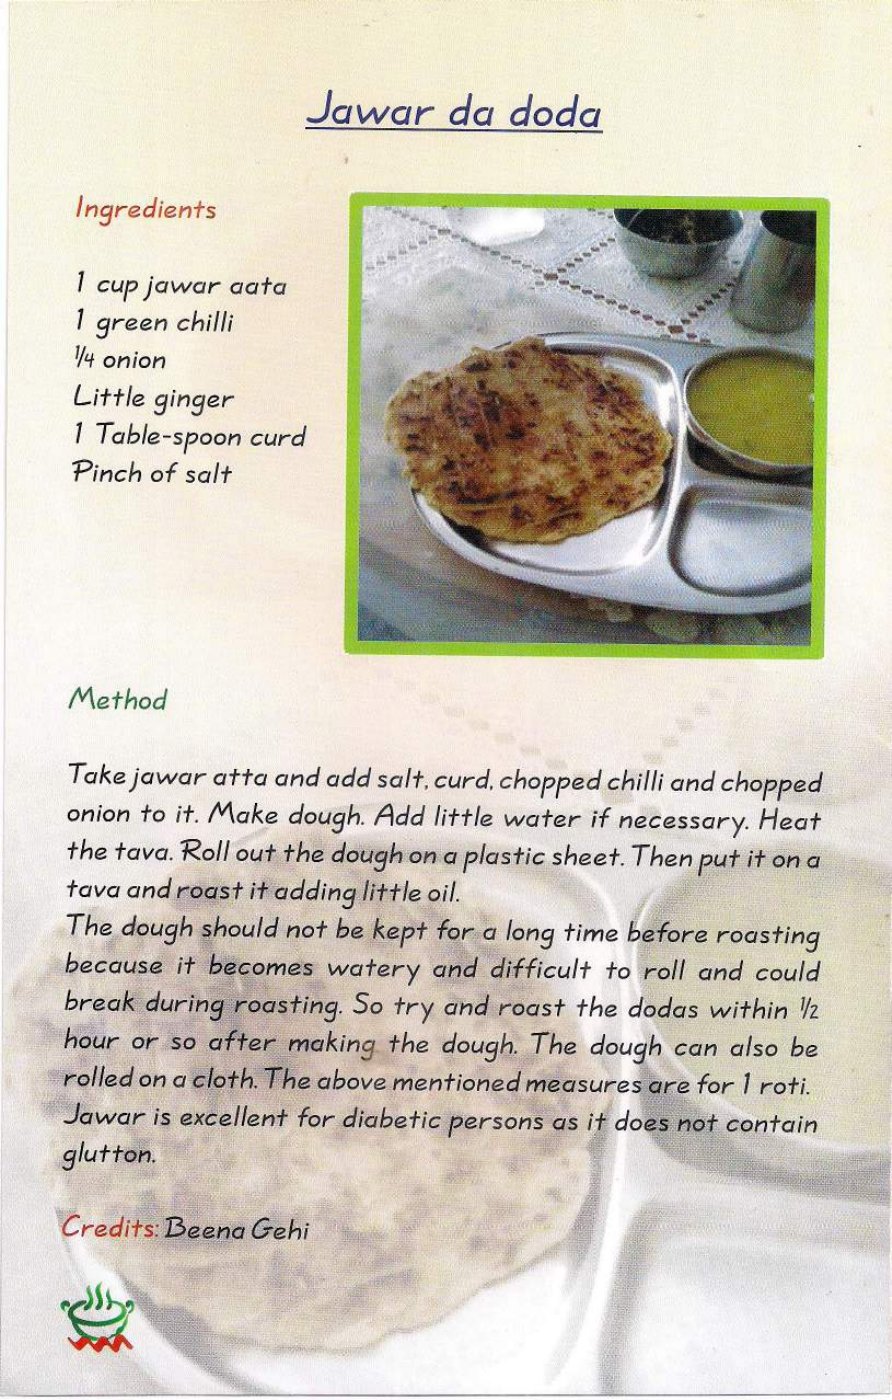 Jawar da doda
Ingredients
1 cup jawar aata
1 green chilli
1/4 onion
Little ginger
1 Table-spoon curd
Pinch of salt
Method
Take jawar atta and add salt, curd, chopped chilli and chopped
onion to it. Make dough. Add little water if necessary. Heat
the tava. Roll out the dough on a plastic sheet. Then put it on a
tava and roast it adding little oil.
The dough should not be kept for a long time before roasting
because it becomes watery and difficult to roll and could
break during roasting. So try and roast the dodas within 1/2
hour or so after making the dough. The dough can also be
rolled on a cloth. The above mentioned measures are for 1 roti.
Jawar is excellent for diabetic persons as it does not contain
glutton.
Credits: Beena Gehi